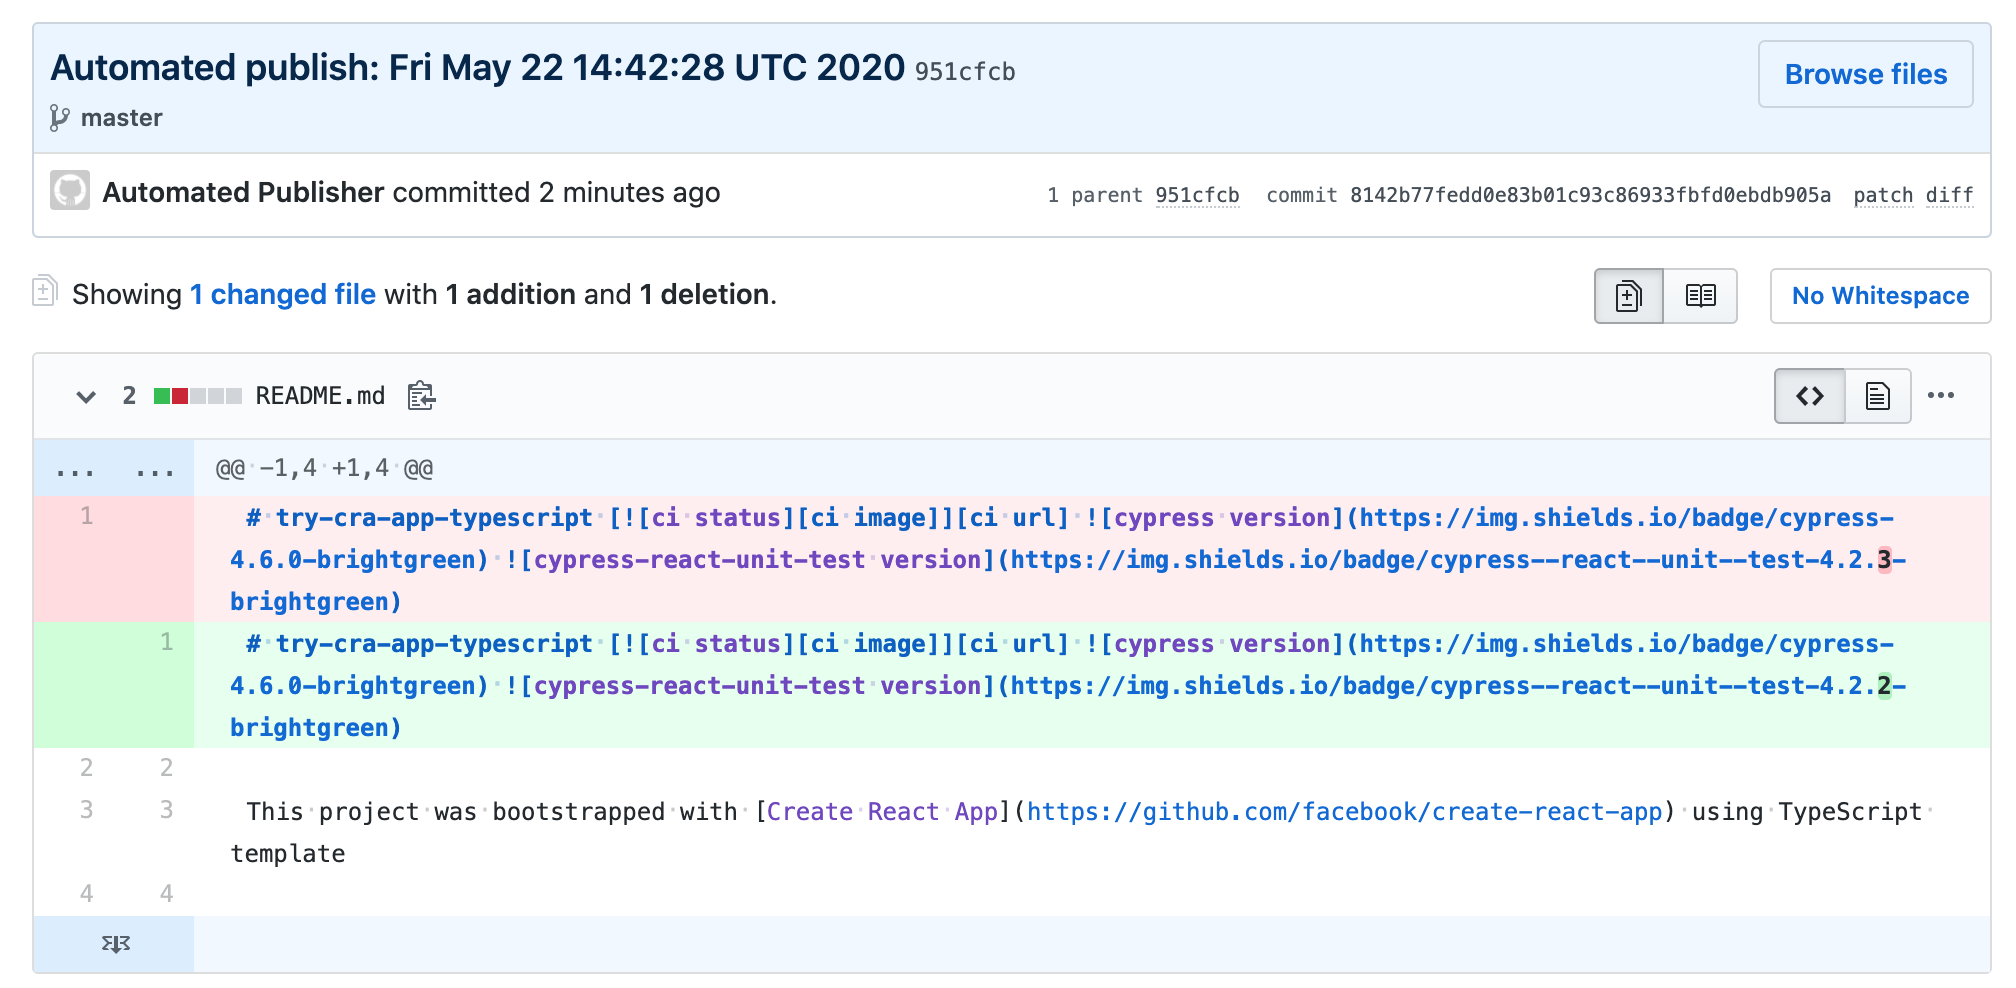 Automated publish: Fri May 22 14:42:28 UTC 2020 951cfcb
Browse files
master
Automated Publisher committed 2 minutes ago
1 parent 951cfcb commit 8142b77fedd0e83b01c93c86933fbfd0ebdb905a patch diff
Showing 1 changed file with 1 addition and 1 deletion.
No Whitespace
2 README.md
... ... @@ -1,4 +1,4 @@
1 # try-cra-app-typescript [![ci status][ci image]][ci url] ![cypress version](https://img.shields.io/badge/cypress-
4.6.0-brightgreen) ![cypress-react-unit-test version](https://img.shields.io/badge/cypress--react--unit--test-4.2.3-
brightgreen)
1 # try-cra-app-typescript [![ci status][ci image]][ci url] ![cypress version](https://img.shields.io/badge/cypress-
4.6.0-brightgreen) ![cypress-react-unit-test version](https://img.shields.io/badge/cypress--react--unit--test-4.2.2-
brightgreen)
2 2
3 3 This project was bootstrapped with [Create React App](https://github.com/facebook/create-react-app) using TypeScript
template
4 4